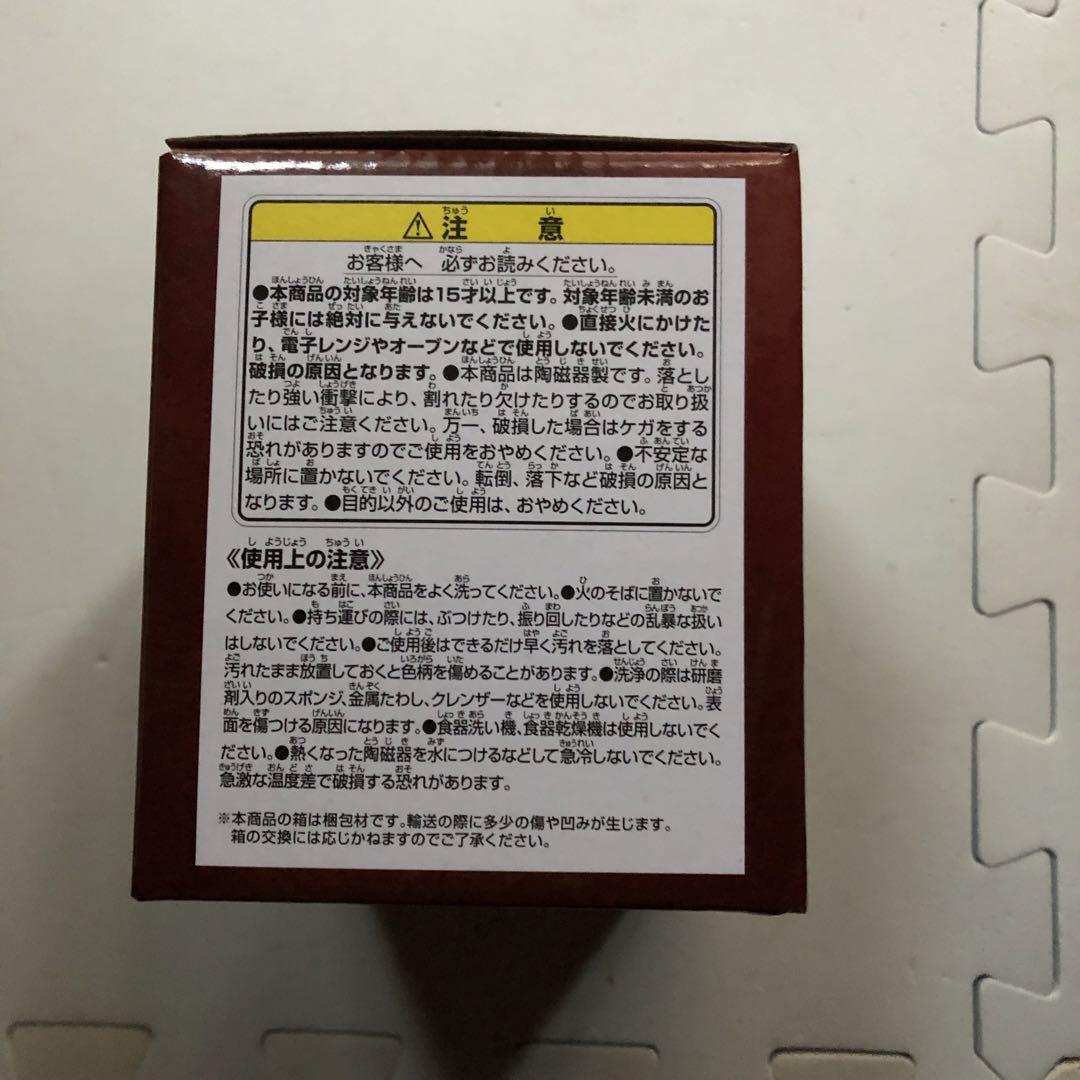 ⚠注意
お客様へ 必ずお読みください。
●本商品の対象年齢は15才以上です。対象年齢未満のお
子様には絶対に与えないでください。●直接火にかけた
り、電子レンジやオーブンなどで使用しないでください。
破損の原因となります。●本商品は陶磁器製です。落とし
たり強い衝撃により、割れたり欠けたりするのでお取り扱
いにはご注意ください。万一、破損した場合はケガをする
恐れがありますのでご使用をおやめください。●不安定な
場所に置かないでください。転倒、落下など破損の原因と
なります。●目的以外のご使用は、おやめください。
《使用上の注意》
●お使いになる前に、本商品をよく洗ってください。●火のそばに置かないで
ください。●持ち運びの際には、ぶつけたり、振り回したりなどの乱暴な扱い
はしないでください。●ご使用後はできるだけ早く汚れを落としてください。
汚れたまま放置しておくと色柄を傷めることがあります。●洗浄の際は研磨
剤入りのスポンジ、金属たわし、クレンザーなどを使用しないでください。表
面を傷つける原因になります。●食器洗い機、食器乾燥機は使用しないでく
ださい。●熱くなった陶磁器を水につけるなどして急冷しないでください。
急激な温度差で破損する恐れがあります。
※本商品の箱は梱包材です。輸送の際に多少の傷や凹みが生じます。
箱の交換には応じかねますのでご了承ください。